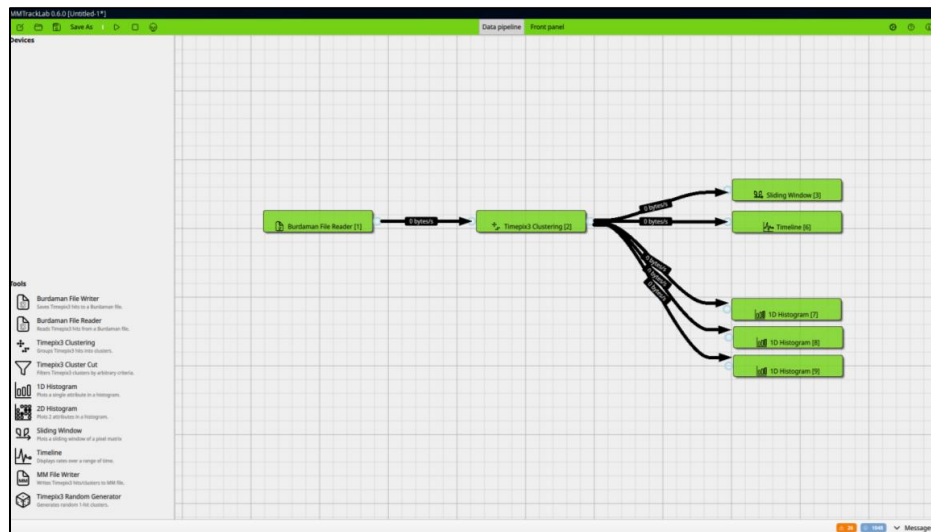 MMTrackLab 0.6.0 [Untitled-1*]
Save As
Data pipeline Front panel
Devices
Burdaman File Reader [1]
0 bytes/s
Timepix3 Clustering [2]
0 bytes/s
0 bytes/s
0 bytes/s
0 bytes/s
0 bytes/s
Sliding Window [3]
Timeline [6]
1D Histogram [7]
1D Histogram [8]
1D Histogram [9]
Tools
Burdaman File Writer
Saves Timepix3 hits to a Burdaman file.
Burdaman File Reader
Reads Timepix3 hits from a Burdaman file.
Timepix3 Clustering
Groups Timepix3 hits into clusters.
Timepix3 Cluster Cut
Filters Timepix3 clusters by arbitrary criteria.
1D Histogram
Plots a single attribute in a histogram.
2D Histogram
Plots 2 attributes in a histogram.
Sliding Window
Plots a sliding window of a pixel matrix
Timeline
Displays rates over a range of time.
MM File Writer
Writes Timepix3 hits/clusters to MM file.
Timepix3 Random Generator
Generates random 1-hit clusters.
Message